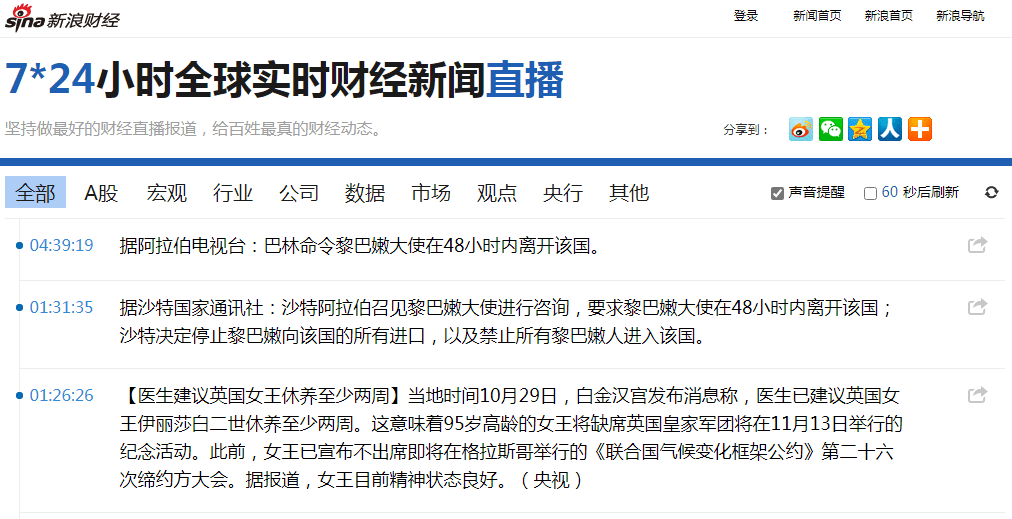 sina新浪财经
登录 新闻首页 新浪首页 新浪导航
7*24小时全球实时财经新闻直播
坚持做最好的财经直播报道，给百姓最真的财经动态。
分享到：
全部 A股 宏观 行业 公司 数据 市场 观点 央行 其他
声音提醒 60 秒后刷新
04:39:19 据阿拉伯电视台：巴林命令黎巴嫩大使在48小时内离开该国。
01:31:35 据沙特国家通讯社：沙特阿拉伯召见黎巴嫩大使进行咨询，要求黎巴嫩大使在48小时内离开该国；
沙特决定停止黎巴嫩向该国的所有进口，以及禁止所有黎巴嫩人进入该国。
01:26:26 【医生建议英国女王休养至少两周】当地时间10月29日，白金汉宫发布消息称，医生已建议英国女
王伊丽莎白二世休养至少两周。这意味着95岁高龄的女王将缺席英国皇家军团将在11月13日举行的
纪念活动。此前，女王已宣布不出席即将在格拉斯哥举行的《联合国气候变化框架公约》第二十六
次缔约方大会。据报道，女王目前精神状态良好。（央视）